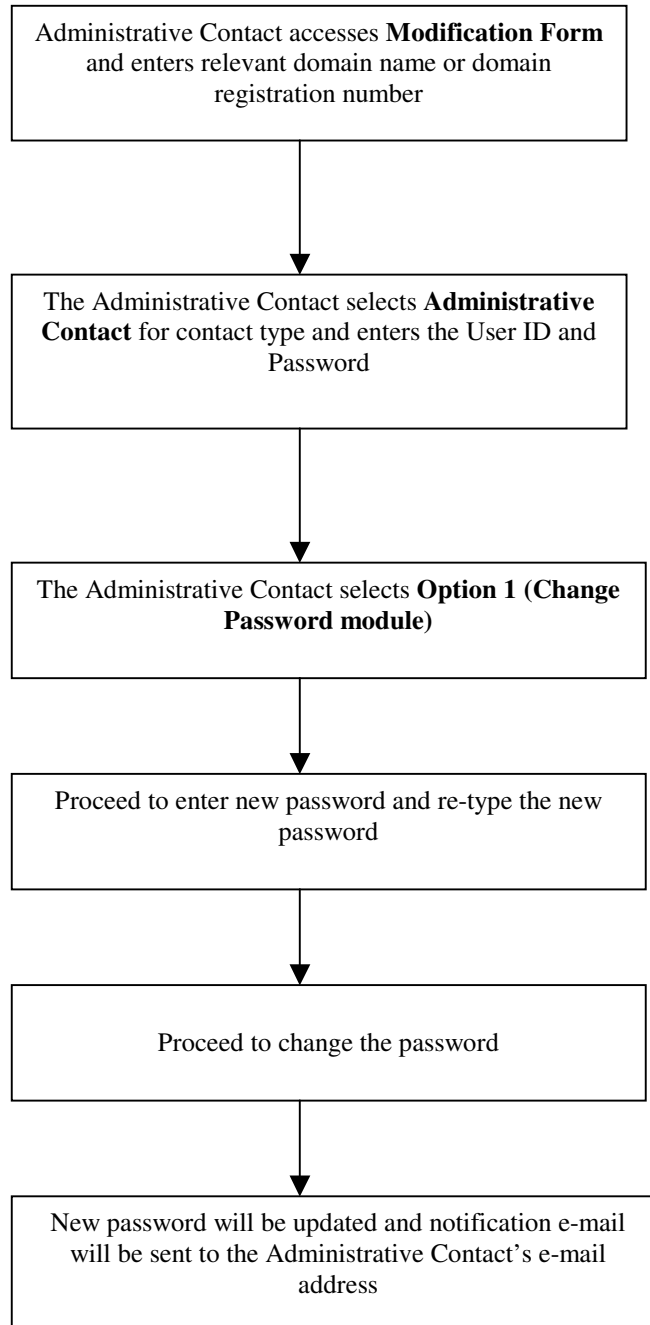 Administrative Contact accesses Modification Form
and enters relevant domain name or domain
registration number
The Administrative Contact selects Administrative
Contact for contact type and enters the User ID and
Password
The Administrative Contact selects Option 1 (Change
Password module)
Proceed to enter new password and re-type the new
password
Proceed to change the password
New password will be updated and notification e-mail
will be sent to the Administrative Contact’s e-mail
address